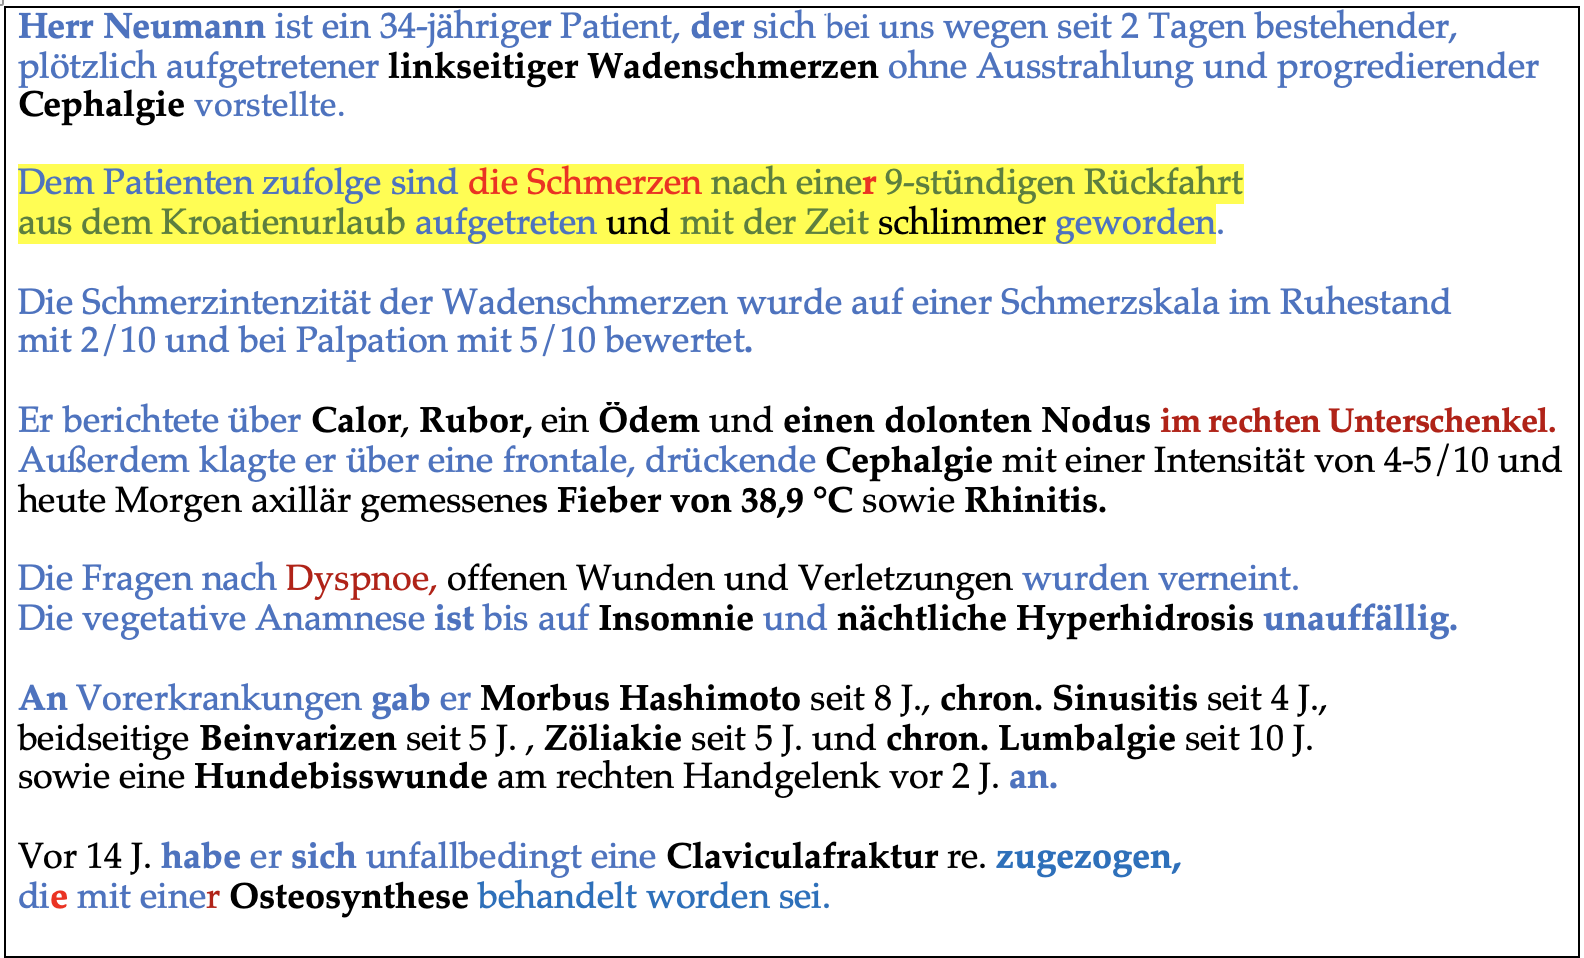 Herr Neumann ist ein 34-jähriger Patient, der sich bei uns wegen seit 2 Tagen bestehender,
plötzlich aufgetretener linkseitiger Wadenschmerzen ohne Ausstrahlung und progredierender
Cephalgie vorstellte.
Dem Patienten zufolge sind die Schmerzen nach einer 9-stündigen Rückfahrt
aus dem Kroatienurlaub aufgetreten und mit der Zeit schlimmer geworden.
Die Schmerzintenzität der Wadenschmerzen wurde auf einer Schmerzskala im Ruhestand
mit 2/10 und bei Palpation mit 5/10 bewertet.
Er berichtete über Calor, Rubor, ein Ödem und einen dolonten Nodus im rechten Unterschenkel.
Außerdem klagte er über eine frontale, drückende Cephalgie mit einer Intensität von 4-5/10 und
heute Morgen axillär gemessenes Fieber von 38,9 °C sowie Rhinitis.
Die Fragen nach Dyspnoe, offenen Wunden und Verletzungen wurden verneint.
Die vegetative Anamnese ist bis auf Insomnie und nächtliche Hyperhidrosis unauffällig.
An Vorerkrankungen gab er Morbus Hashimoto seit 8 J., chron. Sinusitis seit 4 J.,
beidseitige Beinvarizen seit 5 J. , Zöliakie seit 5 J. und chron. Lumbalgie seit 10 J.
sowie eine Hundebisswunde am rechten Handgelenk vor 2 J. an.
Vor 14 J. habe er sich unfallbedingt eine Claviculafraktur re. zugezogen,
die mit einer Osteosynthese behandelt worden sei.